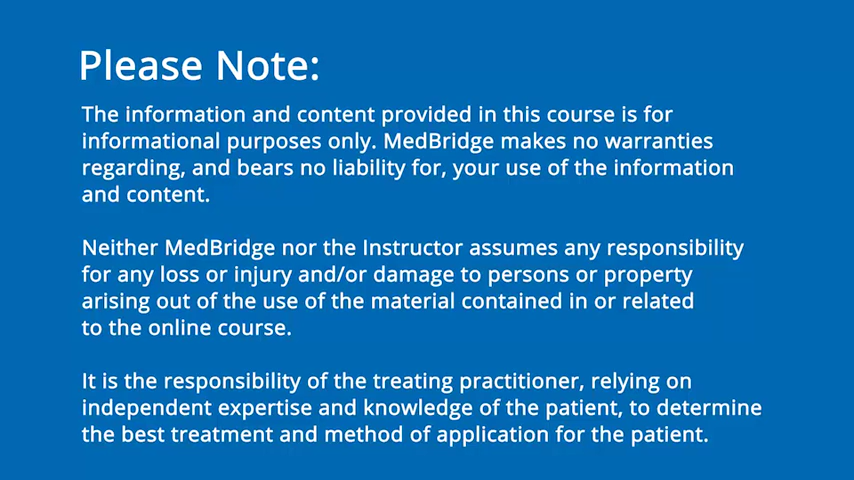 Please Note:
The information and content provided in this course is for
informational purposes only. MedBridge makes no warranties
regarding, and bears no liability for, your use of the information
and content.
Neither MedBridge nor the Instructor assumes any responsibility
for any loss or injury and/or damage to persons or property
arising out of the use of the material contained in or related
to the online course.
It is the responsibility of the treating practitioner, relying on
independent expertise and knowledge of the patient, to determine
the best treatment and method of application for the patient.